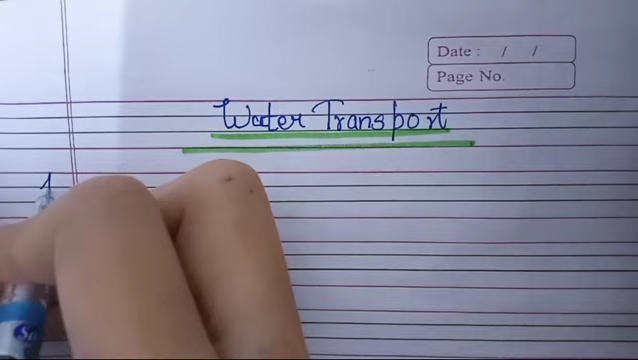 Date : / /
Page No.
Water Transport
1